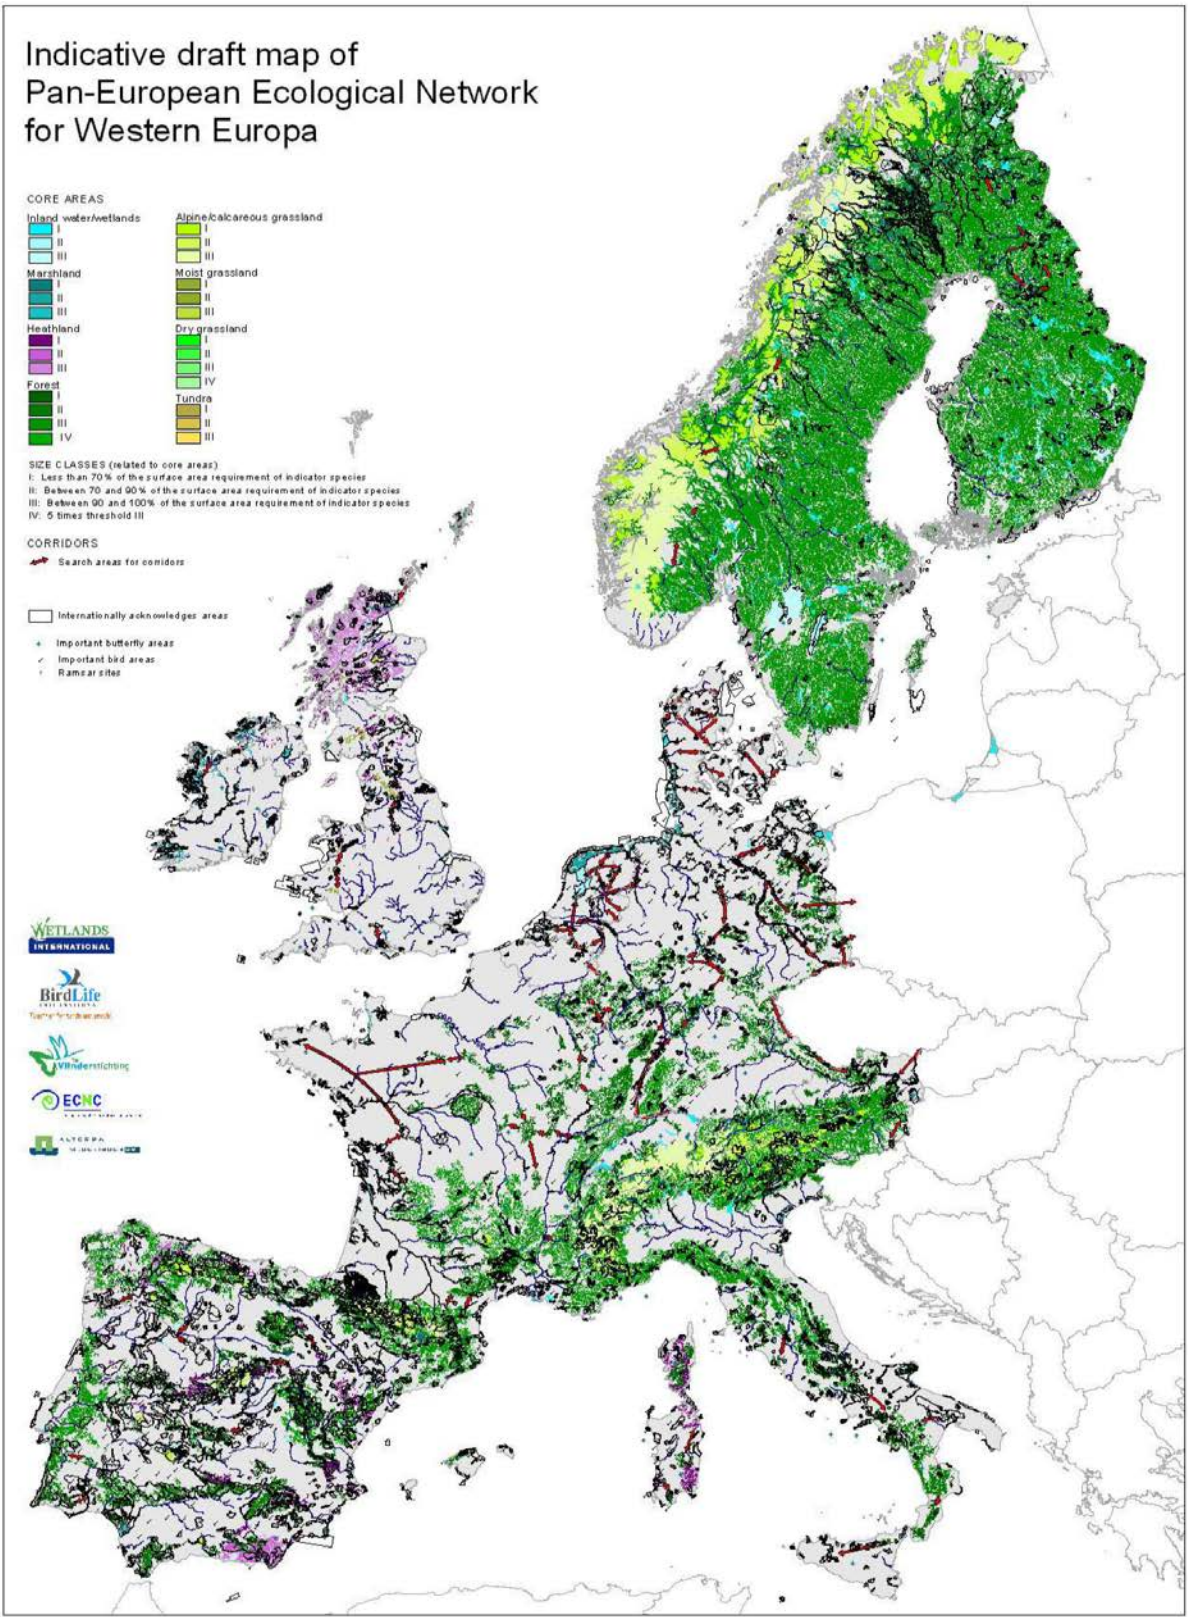 Indicative draft map of
Pan-European Ecological Network
for Western Europa
CORE AREAS
Inland water/wetlands
I
II
III
Marshland
I
II
III
Heathland
I
II
III
Forest
I
II
III
IV
Alpine/calcareous grassland
I
II
III
Moist grassland
I
II
III
Dry grassland
I
II
III
IV
Tundra
I
II
III
SIZE CLASSES (related to core areas)
I: Less than 70% of the surface area requirement of indicator species
II: Between 70 and 90% of the surface area requirement of indicator species
III: Between 90 and 100% of the surface area requirement of indicator species
IV: 5 times threshold III
CORRIDORS
Search areas for corridors
Internationally acknowledges areas
Important butterfly areas
Important bird areas
Ramsar sites
WETLANDS
INTERNATIONAL
BirdLife
INTERNATIONAL
De Vlinderstichting
ECNC
ALTERRA